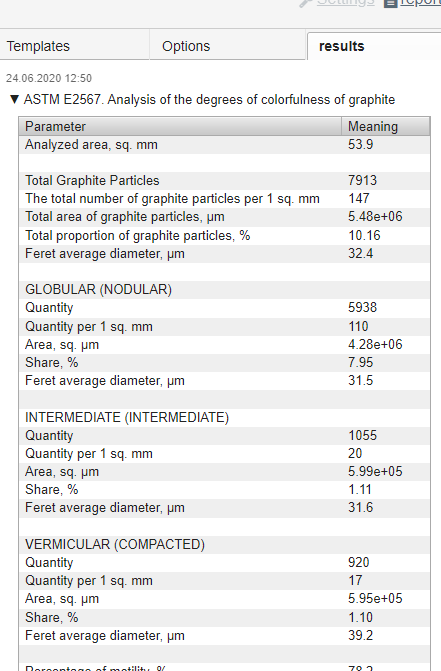 Settings report
Templates Options results
24.06.2020 12:50
▼ ASTM E2567. Analysis of the degrees of colorfulness of graphite
Parameter Meaning
Analyzed area, sq. mm 53.9
Total Graphite Particles 7913
The total number of graphite particles per 1 sq. mm 147
Total area of graphite particles, µm 5.48e+06
Total proportion of graphite particles, % 10.16
Feret average diameter, µm 32.4
GLOBULAR (NODULAR)
Quantity 5938
Quantity per 1 sq. mm 110
Area, sq. µm 4.28e+06
Share, % 7.95
Feret average diameter, µm 31.5
INTERMEDIATE (INTERMEDIATE)
Quantity 1055
Quantity per 1 sq. mm 20
Area, sq. µm 5.99e+05
Share, % 1.11
Feret average diameter, µm 31.6
VERMICULAR (COMPACTED)
Quantity 920
Quantity per 1 sq. mm 17
Area, sq. µm 5.95e+05
Share, % 1.10
Feret average diameter, µm 39.2
Percentage of motility, % 78.2